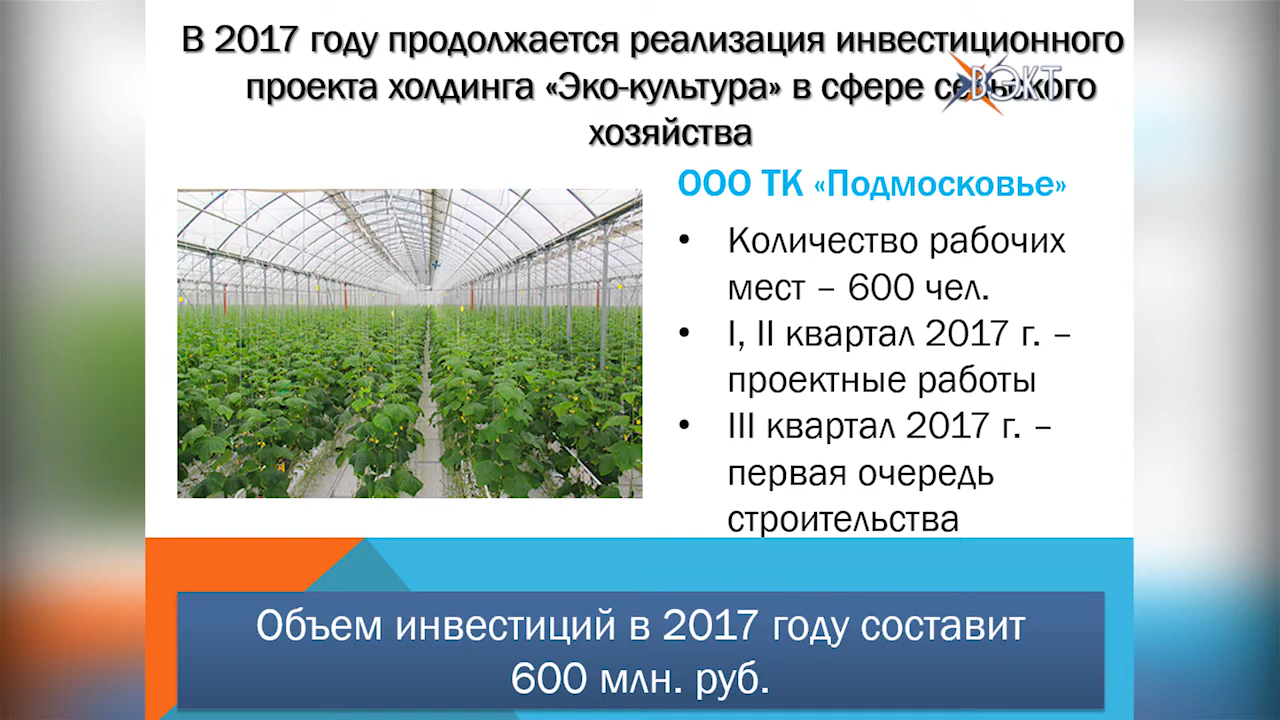 В 2017 году продолжается реализация инвестиционного
проекта холдинга «Эко-культура» в сфере сельского
хозяйства
ВЭКТ
ООО ТК «Подмосковье»
• Количество рабочих
мест – 600 чел.
• I, II квартал 2017 г. –
проектные работы
• III квартал 2017 г. –
первая очередь
строительства
Объем инвестиций в 2017 году составит
600 млн. руб.